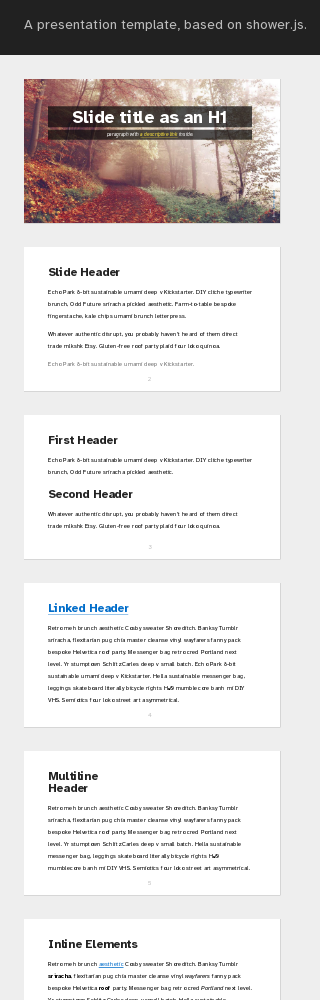 A presentation template, based on shower.js.
Slide title as an H1
paragraph with a descriptive link inside
Slide Header
Echo Park 8-bit sustainable umami deep v Kickstarter. DIY cliche typewriter
brunch. Odd Future sriracha pickled aesthetic. Farm-to-table bespoke
fingerstache, kale chips umami brunch letterpress.
Whatever authentic disrupt, you probably haven't heard of them direct
trade mlkshk Etsy. Gluten-free roof party plaid four loko quinoa.
Echo Park 8-bit sustainable umami deep v Kickstarter.
2
First Header
Echo Park 8-bit sustainable umami deep v Kickstarter. DIY cliche typewriter
brunch. Odd Future sriracha pickled aesthetic.
Second Header
Whatever authentic disrupt, you probably haven't heard of them direct
trade mlkshk Etsy. Gluten-free roof party plaid four loko quinoa.
3
Linked Header
Retro meh brunch aesthetic Cosby sweater Shoreditch. Banksy Tumblr
sriracha, flexitarian pug chia master cleanse vinyl wayfarers fanny pack
bespoke Helvetica roof party. Messenger bag retro cred Portland next
level. Yr stumptown Schlitz Carles deep v small batch. Echo Park 8-bit
sustainable umami deep v Kickstarter. Hella sustainable messenger bag,
leggings skateboard literally bicycle rights H&M mumblecore banh mi DIY
VHS. Semiotics four loko street art asymmetrical.
4
Multiline
Header
Retro meh brunch aesthetic Cosby sweater Shoreditch. Banksy Tumblr
sriracha, flexitarian pug chia master cleanse vinyl wayfarers fanny pack
bespoke Helvetica roof party. Messenger bag retro cred Portland next
level. Yr stumptown Schlitz Carles deep v small batch. Hella sustainable
messenger bag, leggings skateboard literally bicycle rights
mumblecore banh mi DIY VHS. Semiotics four loko street art asymmetrical.
5
Inline Elements
Retro meh brunch aesthetic Cosby sweater Shoreditch. Banksy Tumblr
sriracha, flexitarian pug chia master cleanse vinyl wayfarers fanny pack
bespoke Helvetica roof party. Messenger bag retro cred Portland next level.